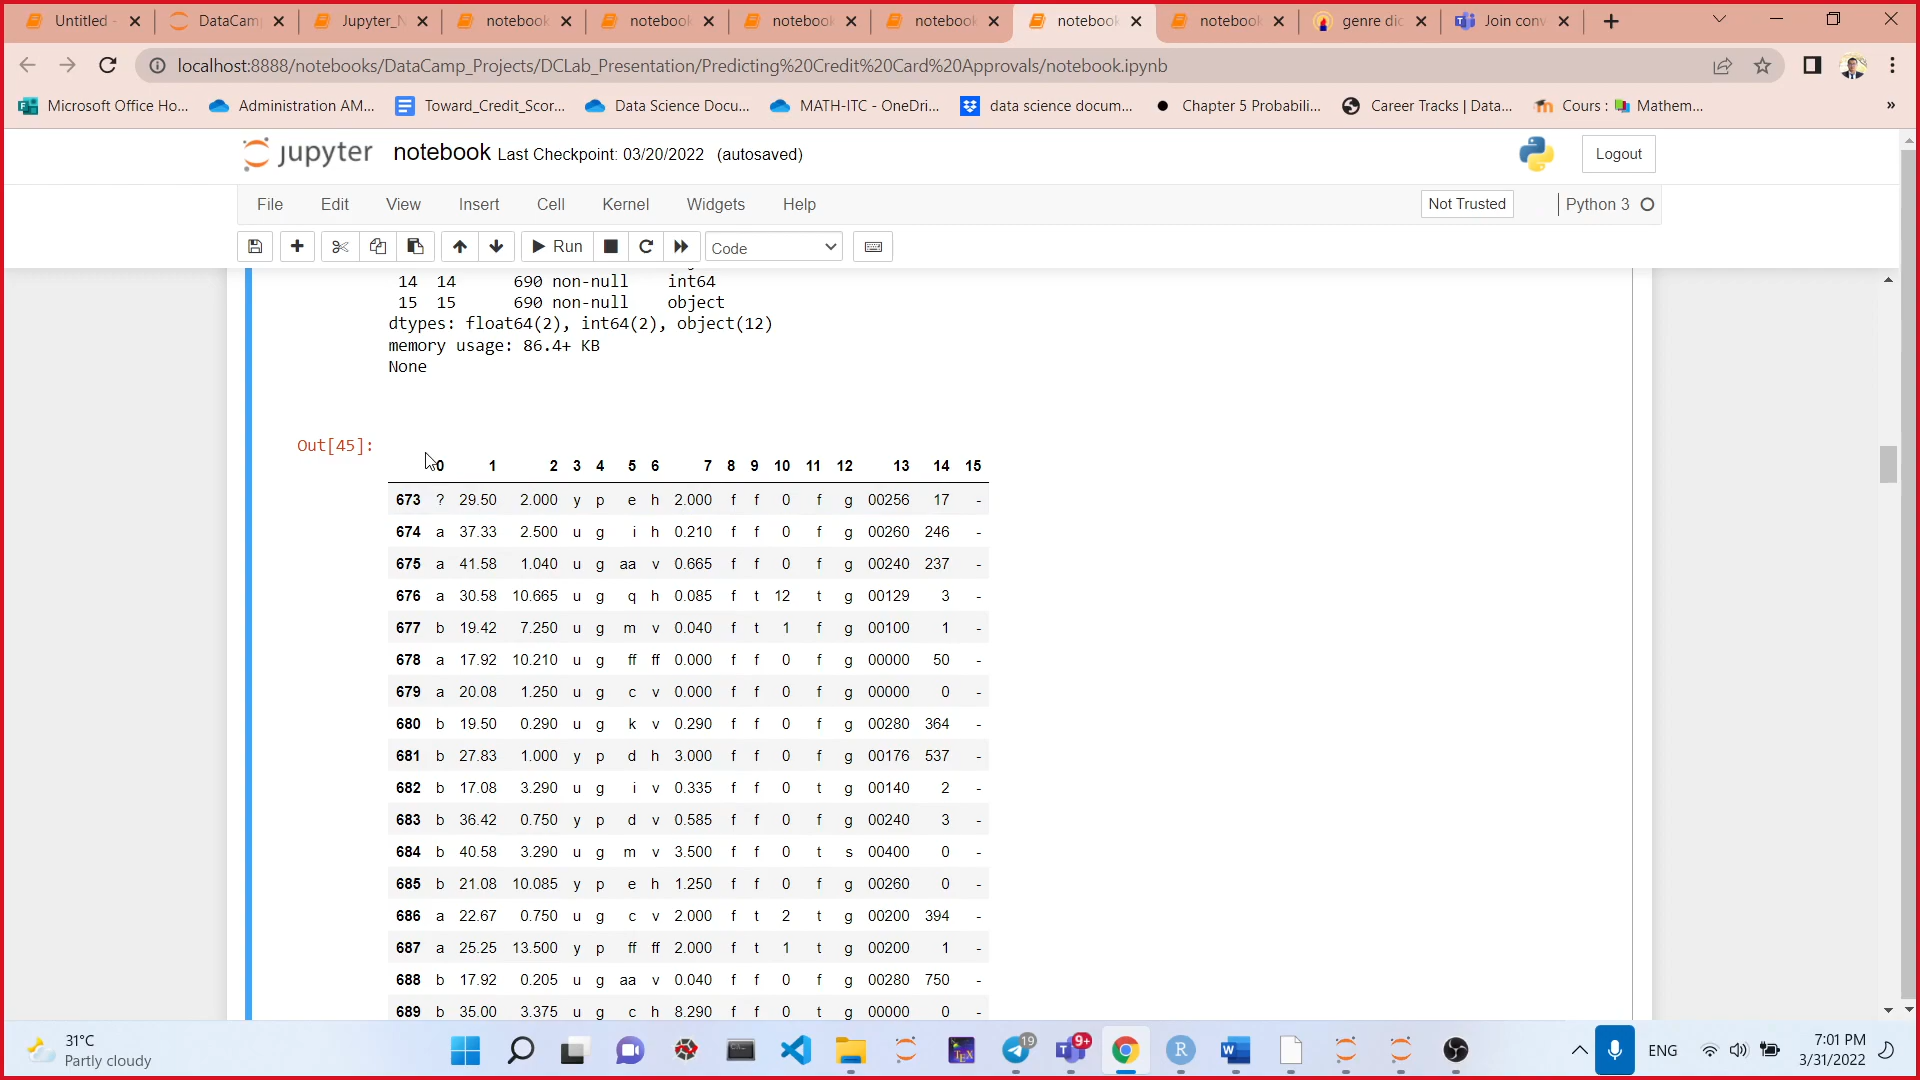 Untitled - DataCamp Jupyter_N notebook notebook notebook notebook notebook notebook genre dic Join conv
localhost:8888/notebooks/DataCamp_Projects/DCLab_Presentation/Predicting%20Credit%20Card%20Approvals/notebook.ipynb
Microsoft Office Ho... Administration AM... Toward_Credit_Scor... Data Science Docu... MATH-ITC - OneDri... data science docum... Chapter 5 Probabili... Career Tracks | Data... Cours : Mathem... »
jupyter notebook Last Checkpoint: 03/20/2022 (autosaved) Logout
File Edit View Insert Cell Kernel Widgets Help Not Trusted Python 3
Run Code
14 14 690 non-null int64
15 15 690 non-null object
dtypes: float64(2), int64(2), object(12)
memory usage: 86.4+ KB
None
Out[45]:
0 1 2 3 4 5 6 7 8 9 10 11 12 13 14 15
673 ? 29.50 2.000 y p e h 2.000 f f 0 f g 00256 17 -
674 a 37.33 2.500 u g i h 0.210 f f 0 f g 00260 246 -
675 a 41.58 1.040 u g aa v 0.665 f f 0 f g 00240 237 -
676 a 30.58 10.665 u g q h 0.085 f t 12 t g 00129 3 -
677 b 19.42 7.250 u g m v 0.040 f t 1 f g 00100 1 -
678 a 17.92 10.210 u g ff ff 0.000 f f 0 f g 00000 50 -
679 a 20.08 1.250 u g c v 0.000 f f 0 f g 00000 0 -
680 b 19.50 0.290 u g k v 0.290 f f 0 f g 00280 364 -
681 b 27.83 1.000 y p d h 3.000 f f 0 f g 00176 537 -
682 b 17.08 3.290 u g i v 0.335 f f 0 t g 00140 2 -
683 b 36.42 0.750 y p d v 0.585 f f 0 f g 00240 3 -
684 b 40.58 3.290 u g m v 3.500 f f 0 t s 00400 0 -
685 b 21.08 10.085 y p e h 1.250 f f 0 f g 00260 0 -
686 a 22.67 0.750 u g c v 2.000 f t 2 t g 00200 394 -
687 a 25.25 13.500 y p ff ff 2.000 f t 1 t g 00200 1 -
688 b 17.92 0.205 u g aa v 0.040 f f 0 f g 00280 750 -
689 b 35.00 3.375 u g c h 8.290 f f 0 t g 00000 0 -
31°C
Partly cloudy
TEX 19 9+ R ENG
7:01 PM
3/31/2022